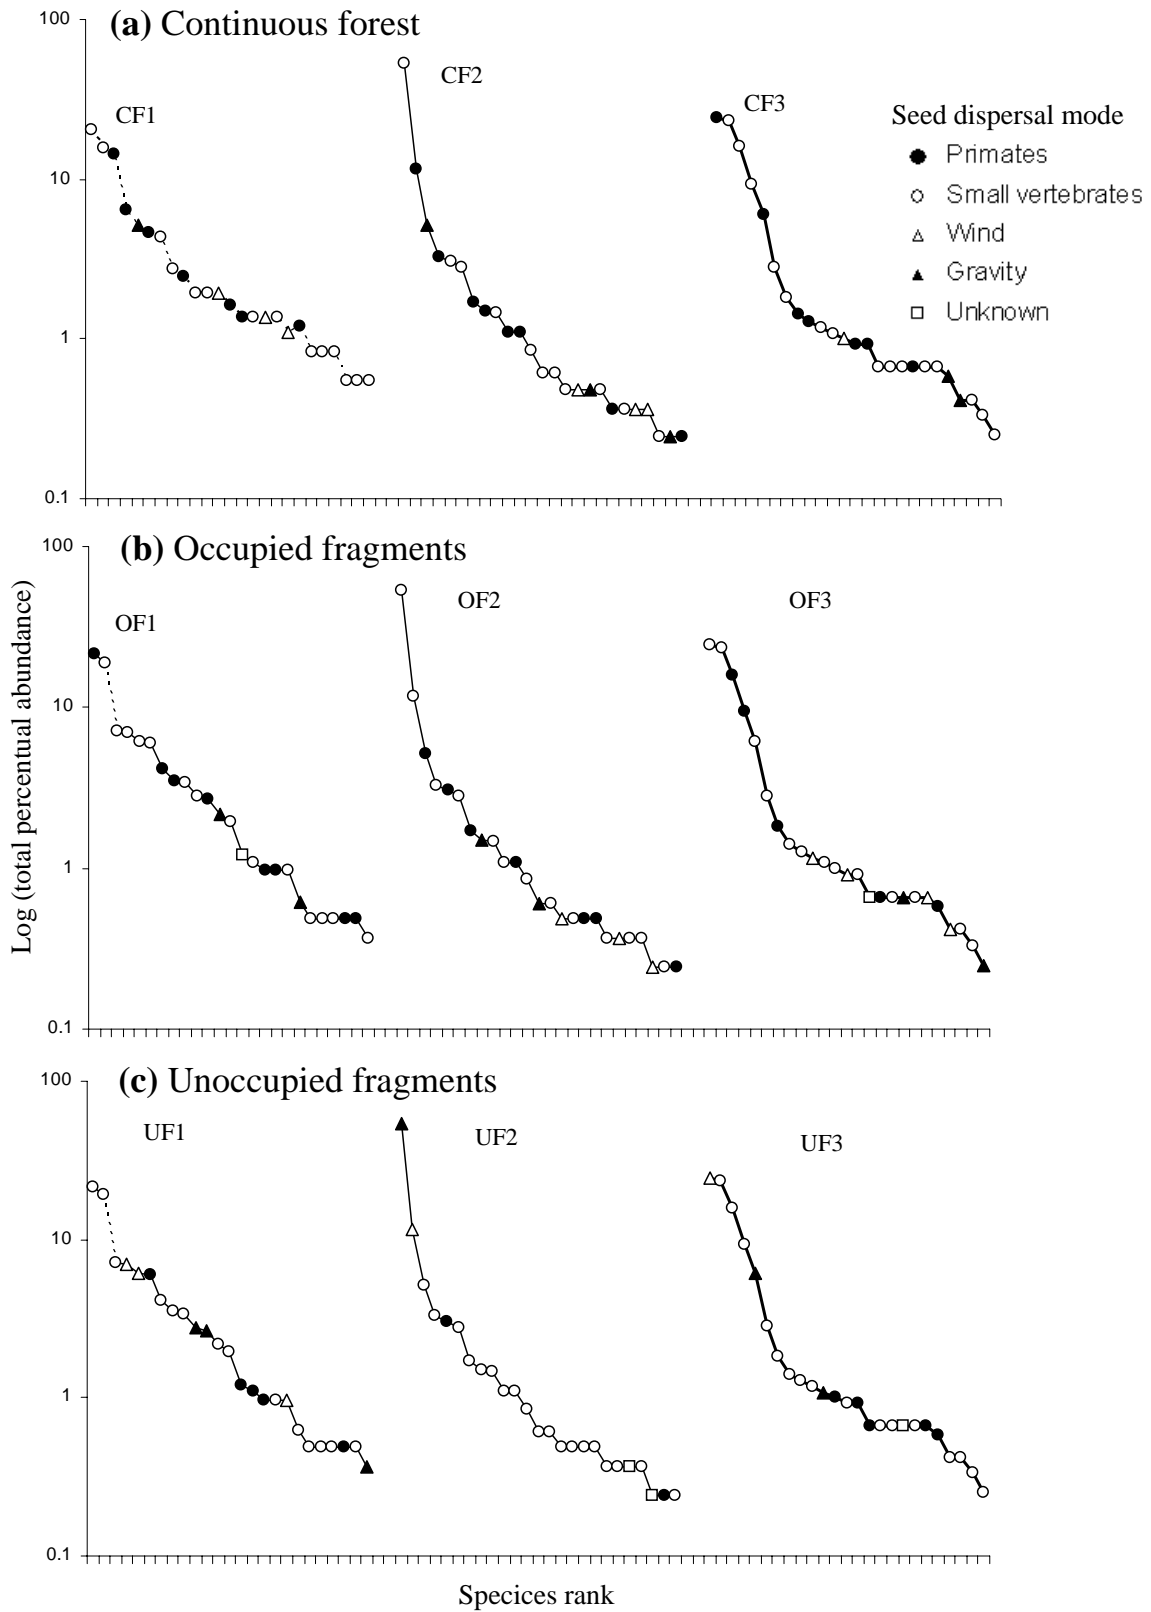 (a) Continuous forest
100
10
1
0.1
CF1
CF2
CF3
Seed dispersal mode
Primates
Small vertebrates
Wind
Gravity
Unknown
(b) Occupied fragments
100
10
1
0.1
OF1
OF2
OF3
Log (total percentual abundance)
(c) Unoccupied fragments
100
10
1
0.1
UF1
UF2
UF3
Specices rank